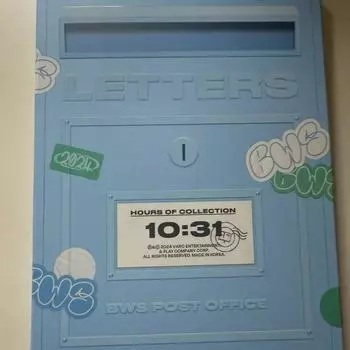 LETTERS
2024
BWS
BWS
HOURS OF COLLECTION
10:31
©℗ 2024 VARO ENTERTAINMENT
& PLAY COMPANY CORP.
ALL RIGHTS RESERVED. MADE IN KOREA.
BWS
BWS POST OFFICE